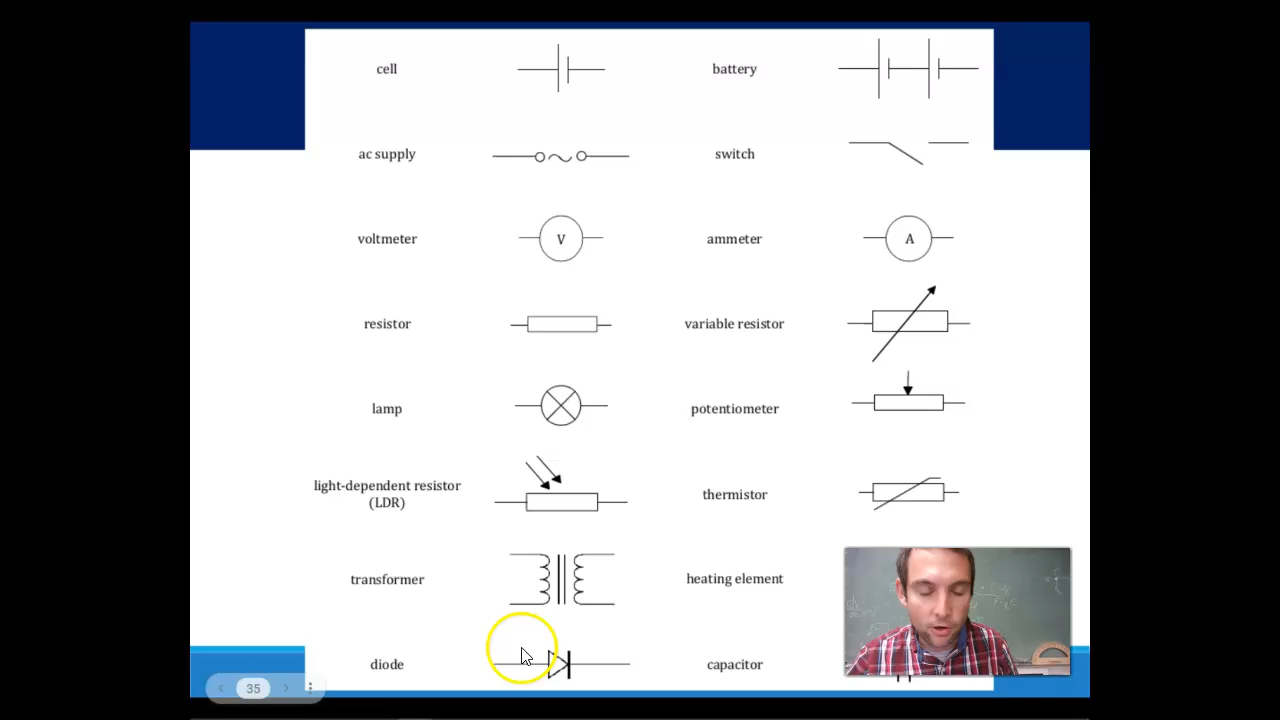 cell
battery
ac supply
switch
voltmeter
V
ammeter
A
resistor
variable resistor
lamp
potentiometer
light-dependent resistor
(LDR)
thermistor
transformer
heating element
diode
capacitor
35